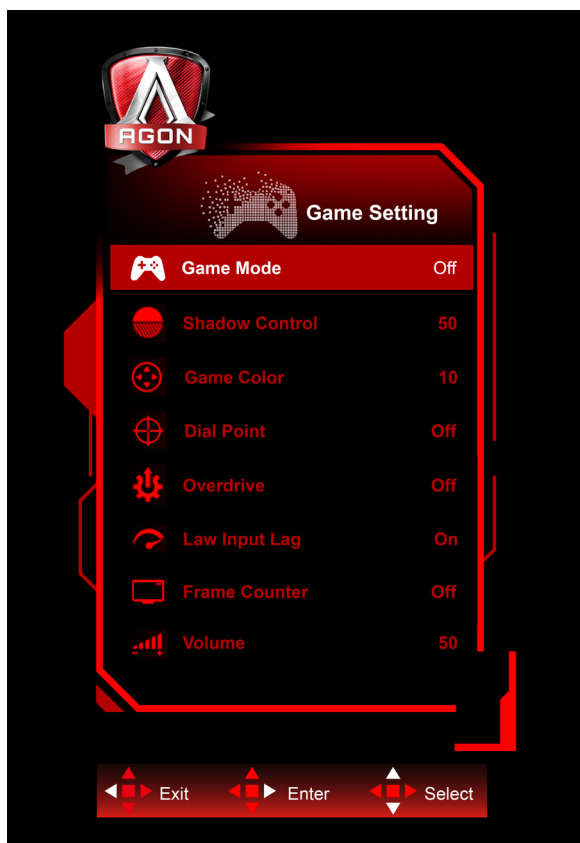 AGON
Game Setting
Game Mode Off
Shadow Control 50
Game Color 10
Dial Point Off
Overdrive Off
Law Input Lag On
Frame Counter Off
Volume 50
Exit Enter Select